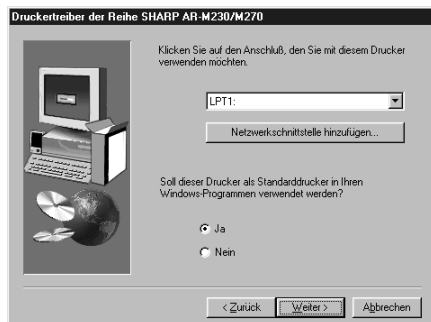 Druckertreiber der Reihe SHARP AR-M230/M270
Klicken Sie auf den Anschluß, den Sie mit diesem Drucker
verwenden möchten.
LPT1:
Netzwerkschnittstelle hinzufügen...
Soll dieser Drucker als Standarddrucker in Ihren
Windows-Programmen verwendet werden?
Ja
Nein
< Zurück Weiter > Abbrechen